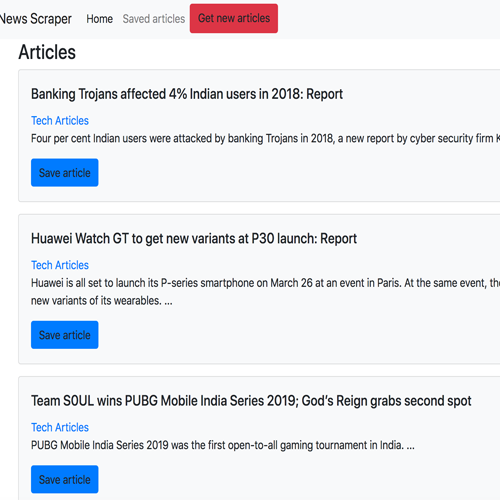 News Scraper Home Saved articles Get new articles
Articles
Banking Trojans affected 4% Indian users in 2018: Report
Tech Articles
Four per cent Indian users were attacked by banking Trojans in 2018, a new report by cyber security firm K
Save article
Huawei Watch GT to get new variants at P30 launch: Report
Tech Articles
Huawei is all set to launch its P-series smartphone on March 26 at an event in Paris. At the same event, the
new variants of its wearables. ...
Save article
Team S0UL wins PUBG Mobile India Series 2019; God's Reign grabs second spot
Tech Articles
PUBG Mobile India Series 2019 was the first open-to-all gaming tournament in India. ...
Save article